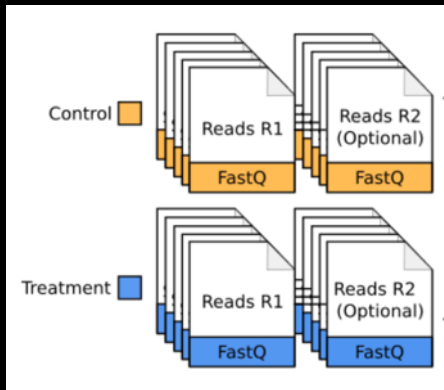 Control
Reads R1
FastQ
Reads R2
(Optional)
FastQ
Treatment
Reads R1
FastQ
Reads R2
(Optional)
FastQ